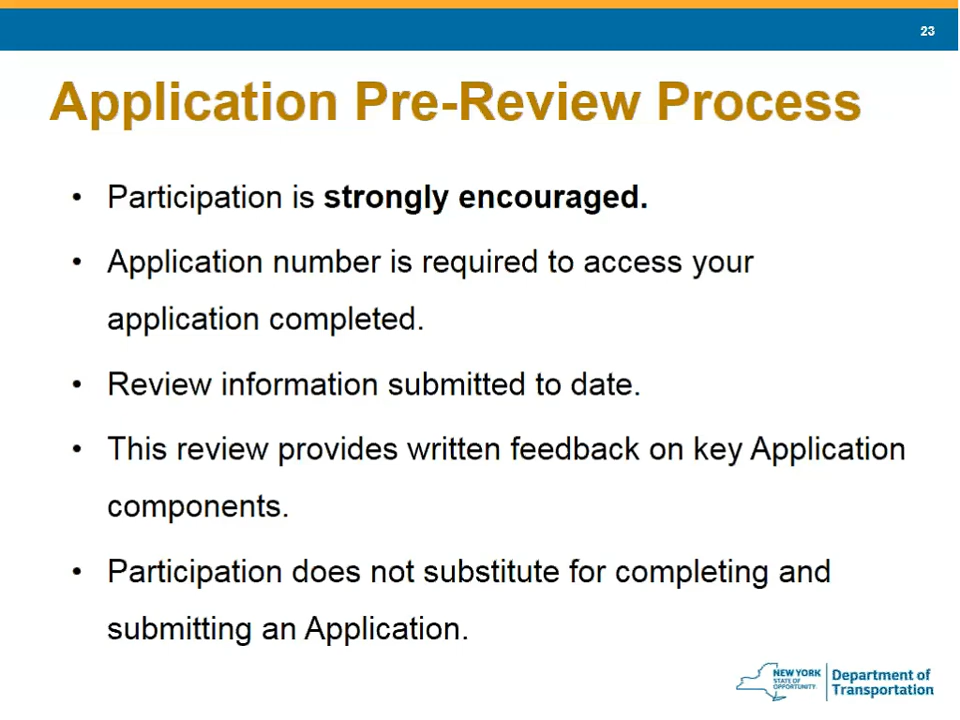 23
Application Pre-Review Process
• Participation is strongly encouraged.
• Application number is required to access your
application completed.
• Review information submitted to date.
• This review provides written feedback on key Application
components.
• Participation does not substitute for completing and
submitting an Application.
NEW YORK
STATE OF
OPPORTUNITY
Department of
Transportation